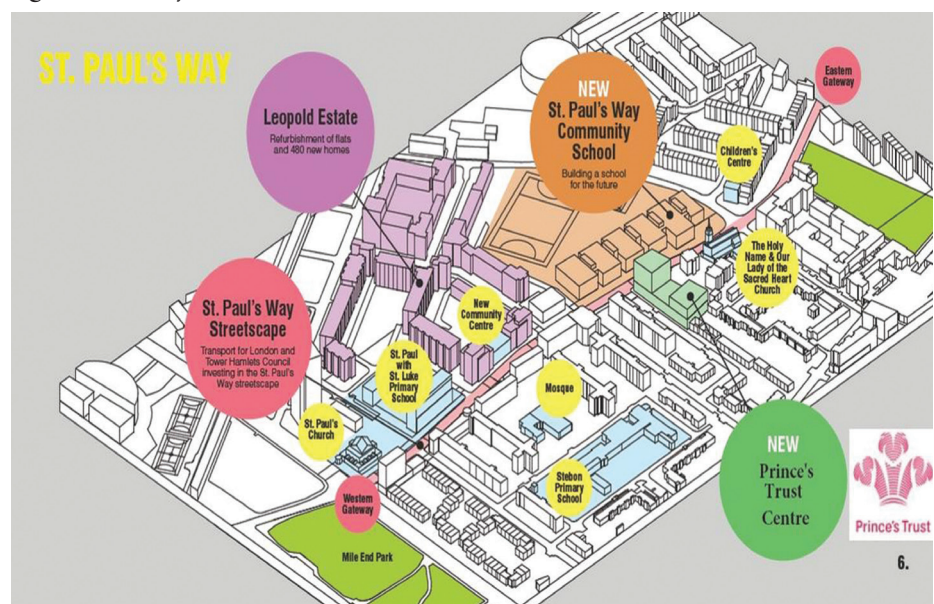 ST. PAUL'S WAY
Leopold Estate
Refurbishment of flats
and 480 new homes
NEW
St. Paul's Way
Community
School
Building a school
for the future
Eastern
Gateway
Children's
Centre
The Holy
Name & Our
Lady of the
Sacred Heart
Church
St. Paul's Way
Streetscape
Transport for London and
Tower Hamlets Council
investing in the St. Paul's
Way streetscape
New
Community
Centre
St. Paul
with
St. Luke
Primary
School
Mosque
St. Paul's
Church
Stebon
Primary
School
Western
Gateway
Mile End Park
NEW
Prince's
Trust
Centre
Prince's Trust
6.